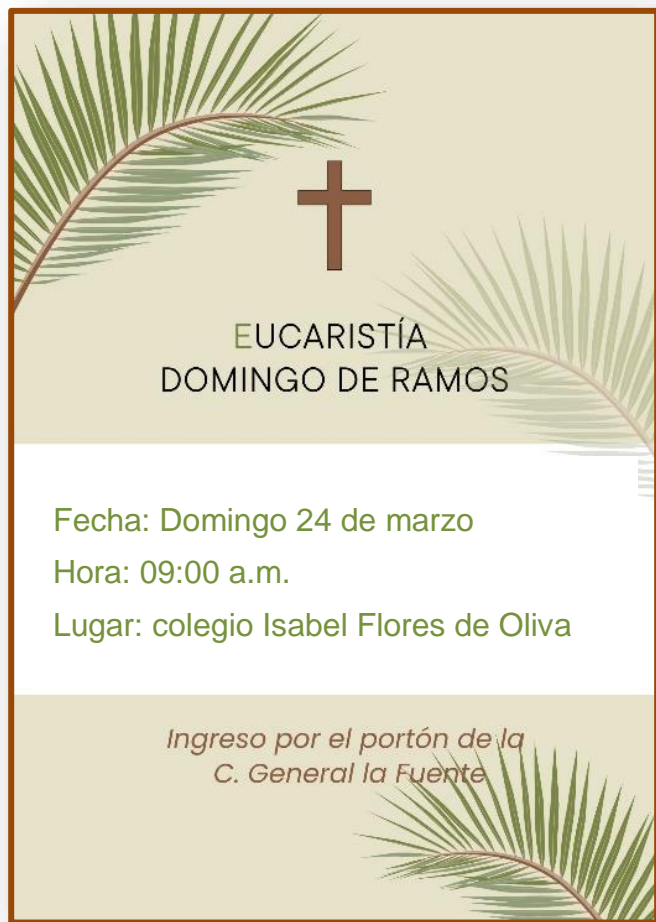 EUCARISTÍA
DOMINGO DE RAMOS
Fecha: Domingo 24 de marzo
Hora: 09:00 a.m.
Lugar: colegio Isabel Flores de Oliva
Ingreso por el portón de la
C. General la Fuente